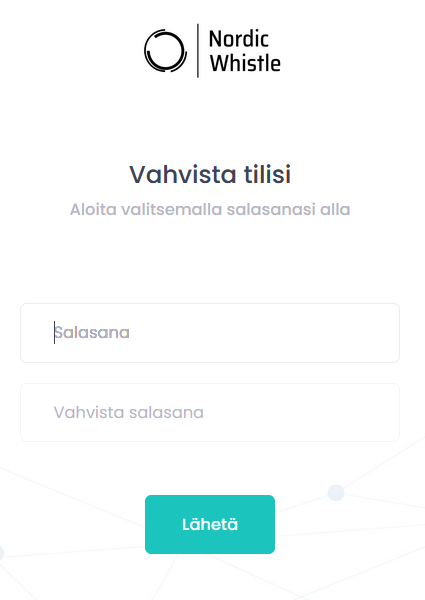 Nordic
Whistle
Vahvista tilisi
Aloita valitsemalla salasanasi alla
Salasana
Vahvista salasana
Lähetä